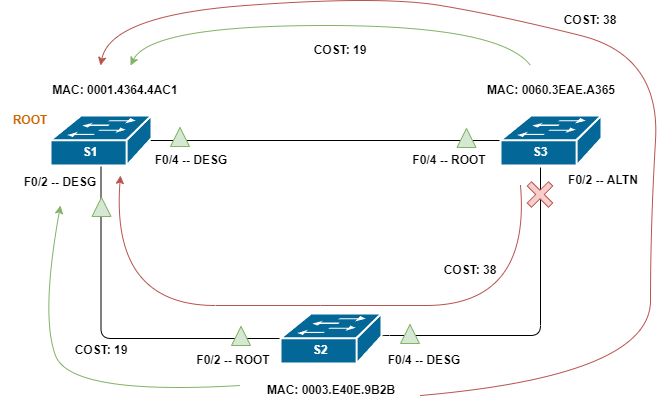 COST: 38
COST: 19
MAC: 0001.4364.4AC1
MAC: 0060.3EAE.A365
ROOT
S1
S3
F0/4 -- DESG
F0/4 -- ROOT
F0/2 -- DESG
F0/2 -- ALTN
COST: 38
S2
COST: 19
F0/2 -- ROOT
F0/4 -- DESG
MAC: 0003.E40E.9B2B